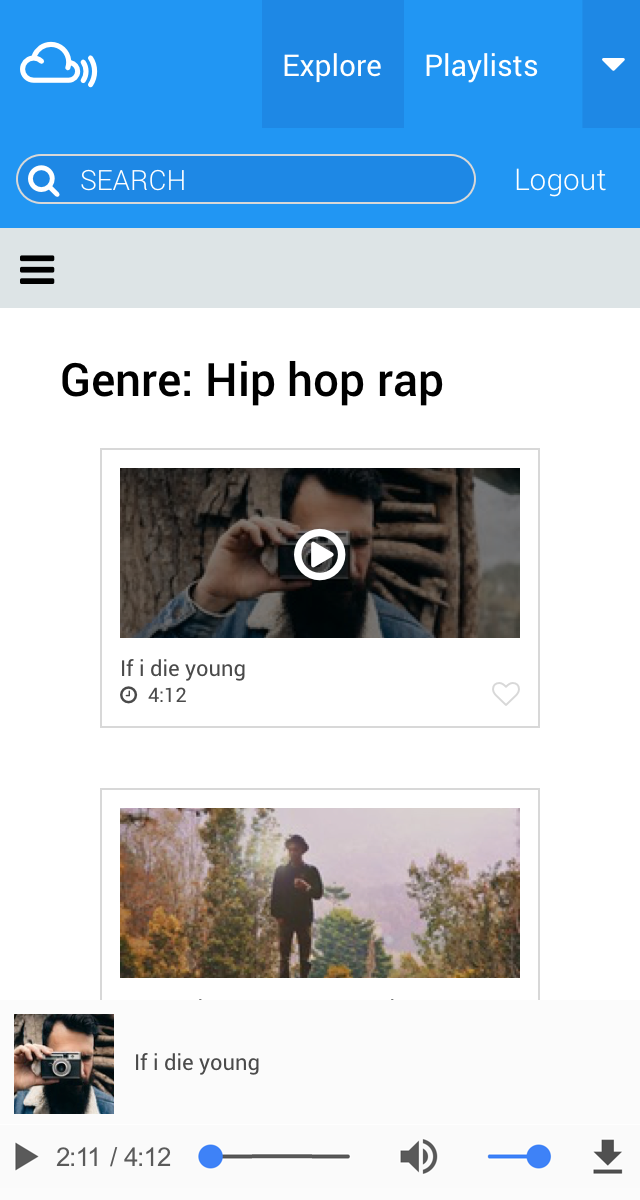 Explore
Playlists
SEARCH
Logout
Genre: Hip hop rap
If i die young
4:12
If i die young
2:11 / 4:12